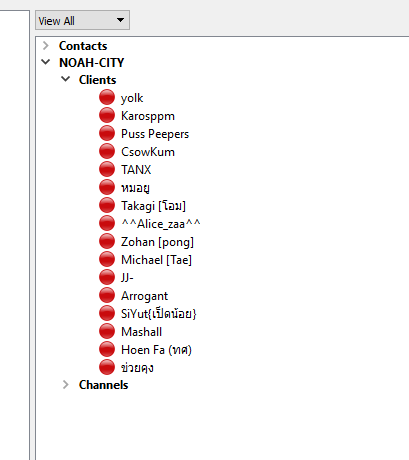 View All
Contacts
NOAH-CITY
Clients
yolk
Karosppm
Puss Peepers
CsowKum
TANX
หมอยู
Takagi [โอม]
^^Alice_zaa^^
Zohan [pong]
Michael [Tae]
JJ-
Arrogant
SiYut{เป็ดน้อย}
Mashall
Hoen Fa (ทศ)
ข่วยคุง
Channels